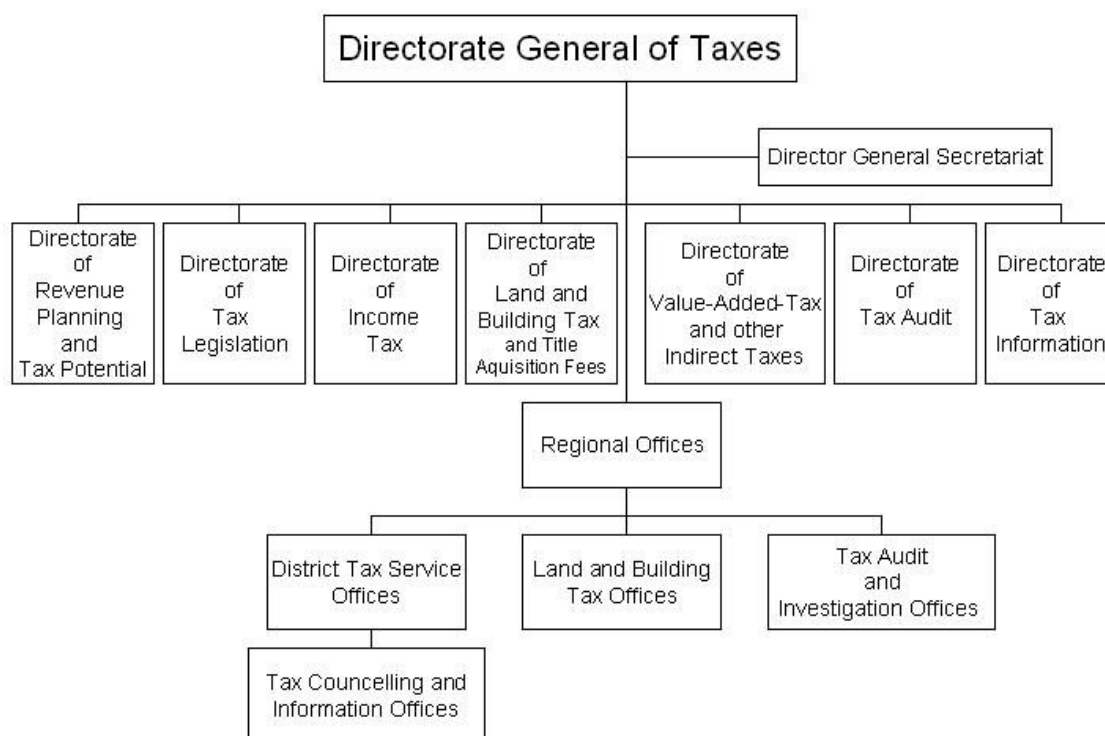 Directorate General of Taxes
Director General Secretariat
Directorate
of
Revenue
Planning
and
Tax Potential
Directorate
of
Tax
Legislation
Directorate
of
Income
Tax
Directorate
of
Land and
Building Tax
and Title
Aquisition Fees
Directorate
of
Value-Added-Tax
and other
Indirect Taxes
Directorate
of
Tax Audit
Directorate
of
Tax
Information
Regional Offices
District Tax Service
Offices
Land and Building
Tax Offices
Tax Audit
and
Investigation Offices
Tax Councelling and
Information Offices